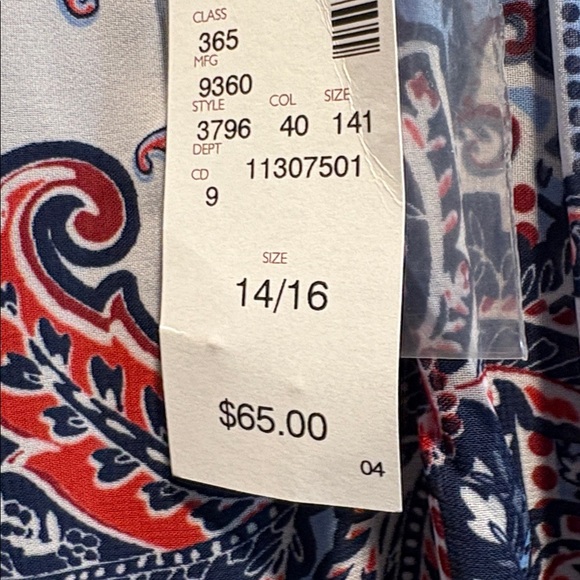 CLASS
365
MFG
9360
STYLE COL SIZE
3796 40 141
DEPT
CD 11307501
9
SIZE
14/16
$65.00
04